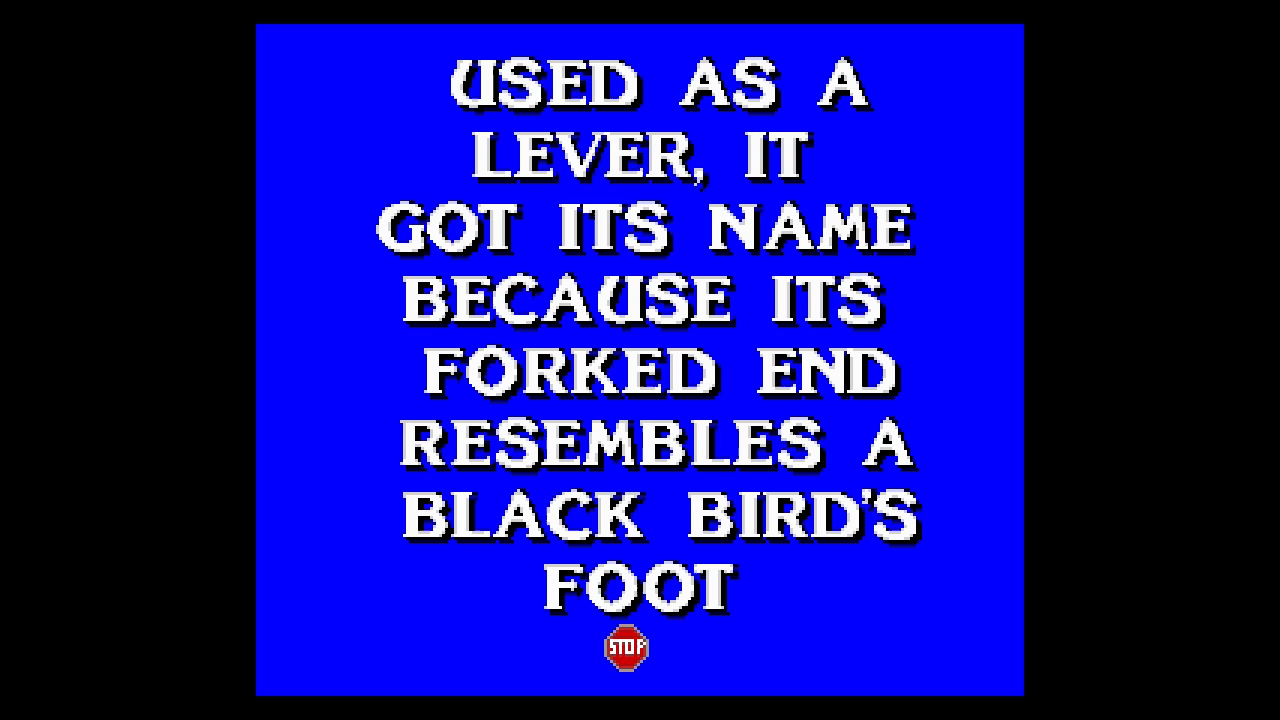 USED AS A
LEVER, IT
GOT ITS NAME
BECAUSE ITS
FORKED END
RESEMBLES A
BLACK BIRD'S
FOOT
STOP